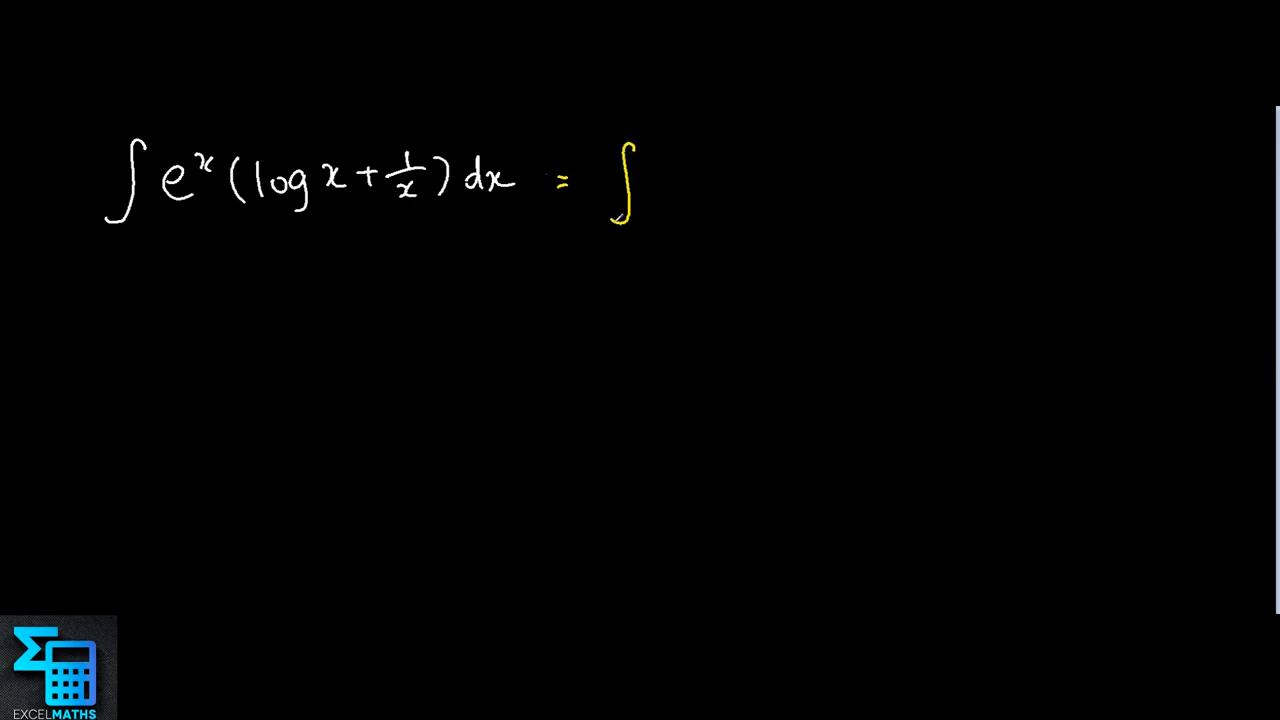 ∫ eˣ (log x + 1/x) dx = ∫
EXCELMATHS